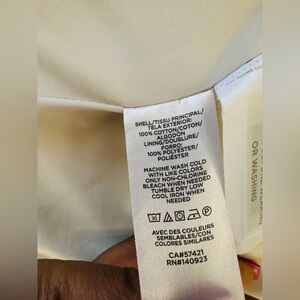 SHELL/TISSU PRINCIPAL/
TELA EXTERIOR:
100% COTTON/COTON/
ALGODÓN
LINING/DOUBLURE/
FORRO:
100% POLYESTER/
POLIÉSTER
MACHINE WASH COLD
WITH LIKE COLORS
ONLY NON-CHLORINE
BLEACH WHEN NEEDED
TUMBLE DRY LOW
COOL IRON WHEN
NEEDED
AVEC DES COULEURS
SEMBLABLES/CON
COLORES SIMILARES
CA#57421
RN#140923
OR WASHING